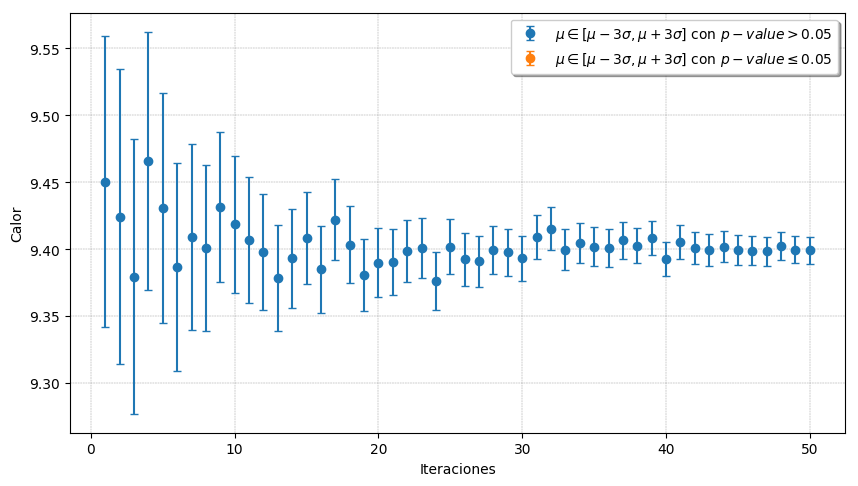 μ ∈ [μ − 3σ, μ + 3σ] con p − value > 0.05
μ ∈ [μ − 3σ, μ + 3σ] con p − value ≤ 0.05
Calor
9.55
9.50
9.45
9.40
9.35
9.30
0 10 20 30 40 50
Iteraciones